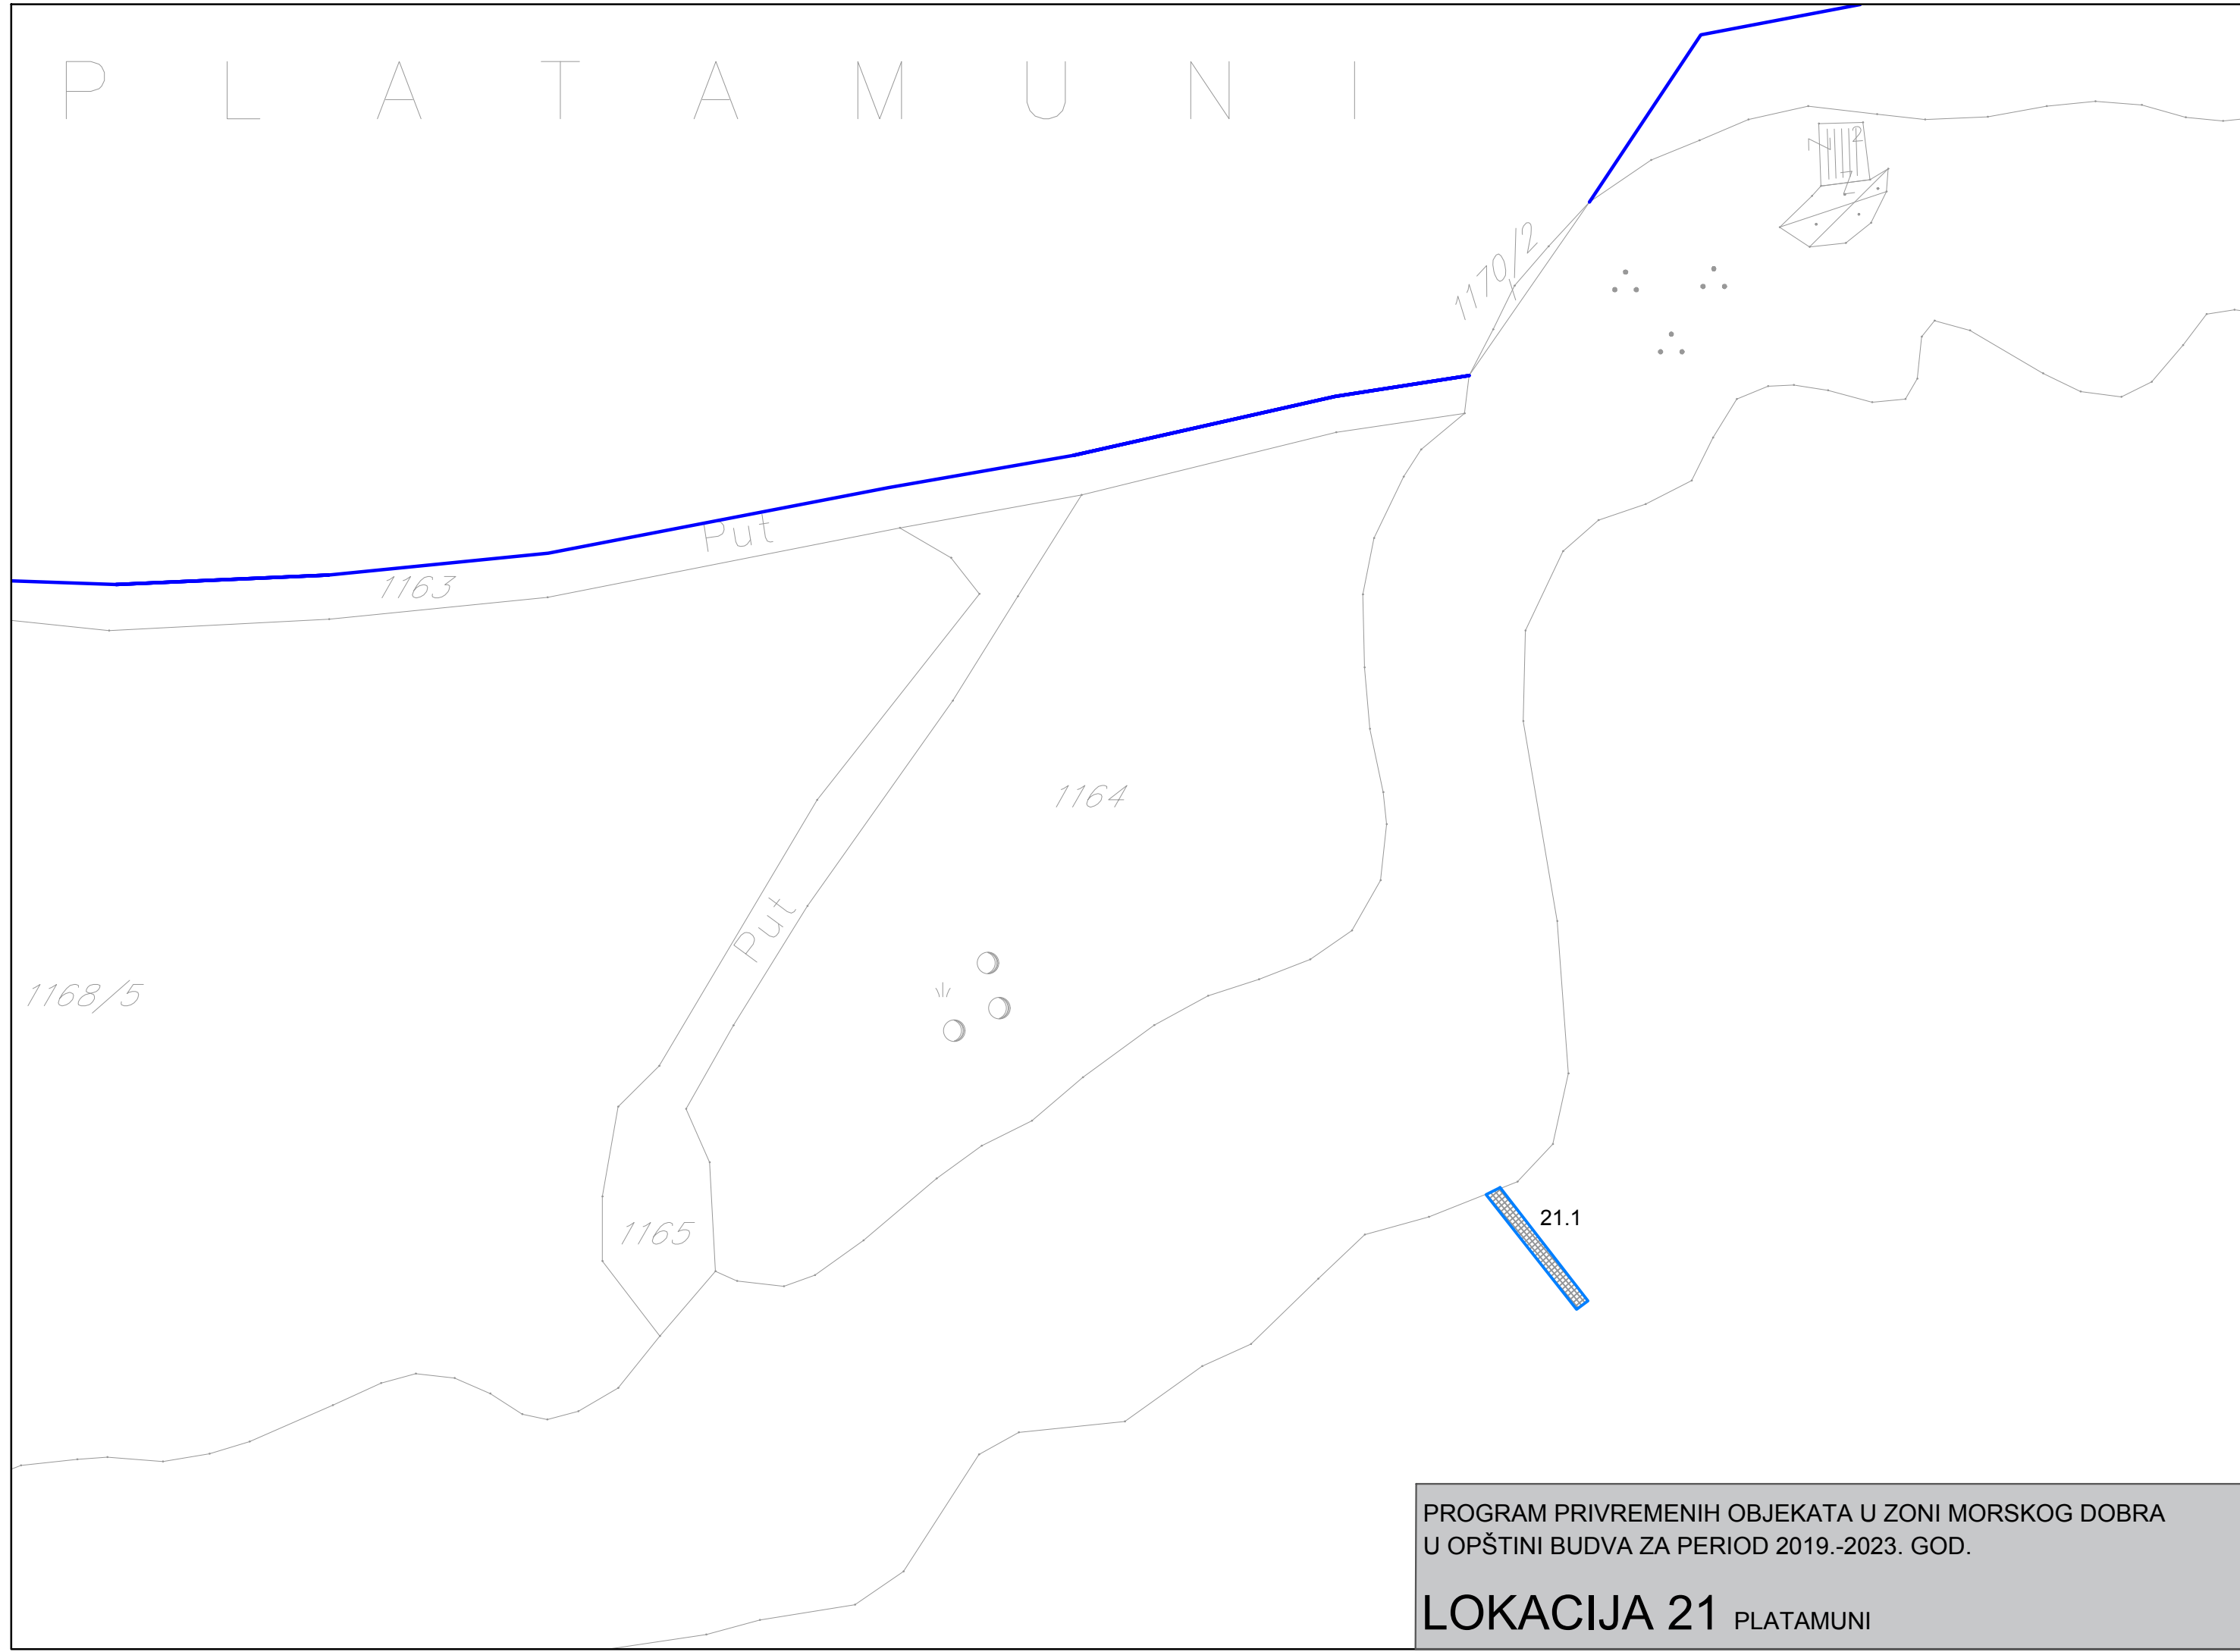 PLATAMUNI
1170/2
Put
1163
1164
Put
1168/5
1165
21.1
PROGRAM PRIVREMENIH OBJEKATA U ZONI MORSKOG DOBRA
U OPŠTINI BUDVA ZA PERIOD 2019.-2023. GOD.
LOKACIJA 21 PLATAMUNI